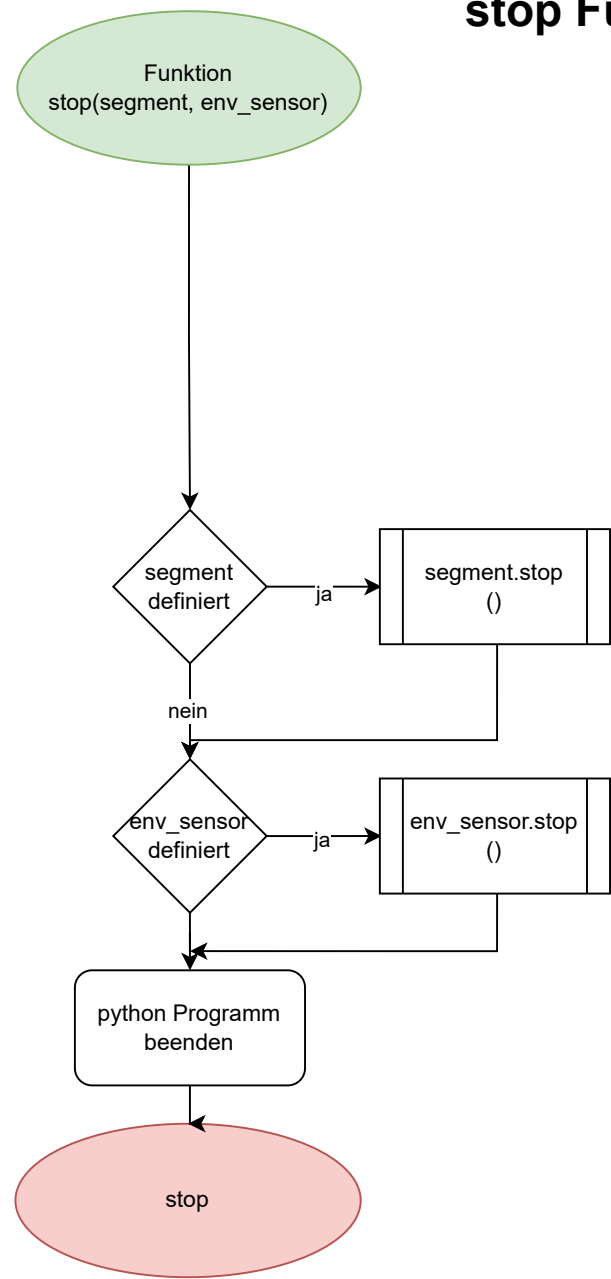 stop
Funktion
stop(segment, env_sensor)
segment
definiert
ja
segment.stop
()
nein
env_sensor
definiert
ja
env_sensor.stop
()
python Programm
beenden
stop